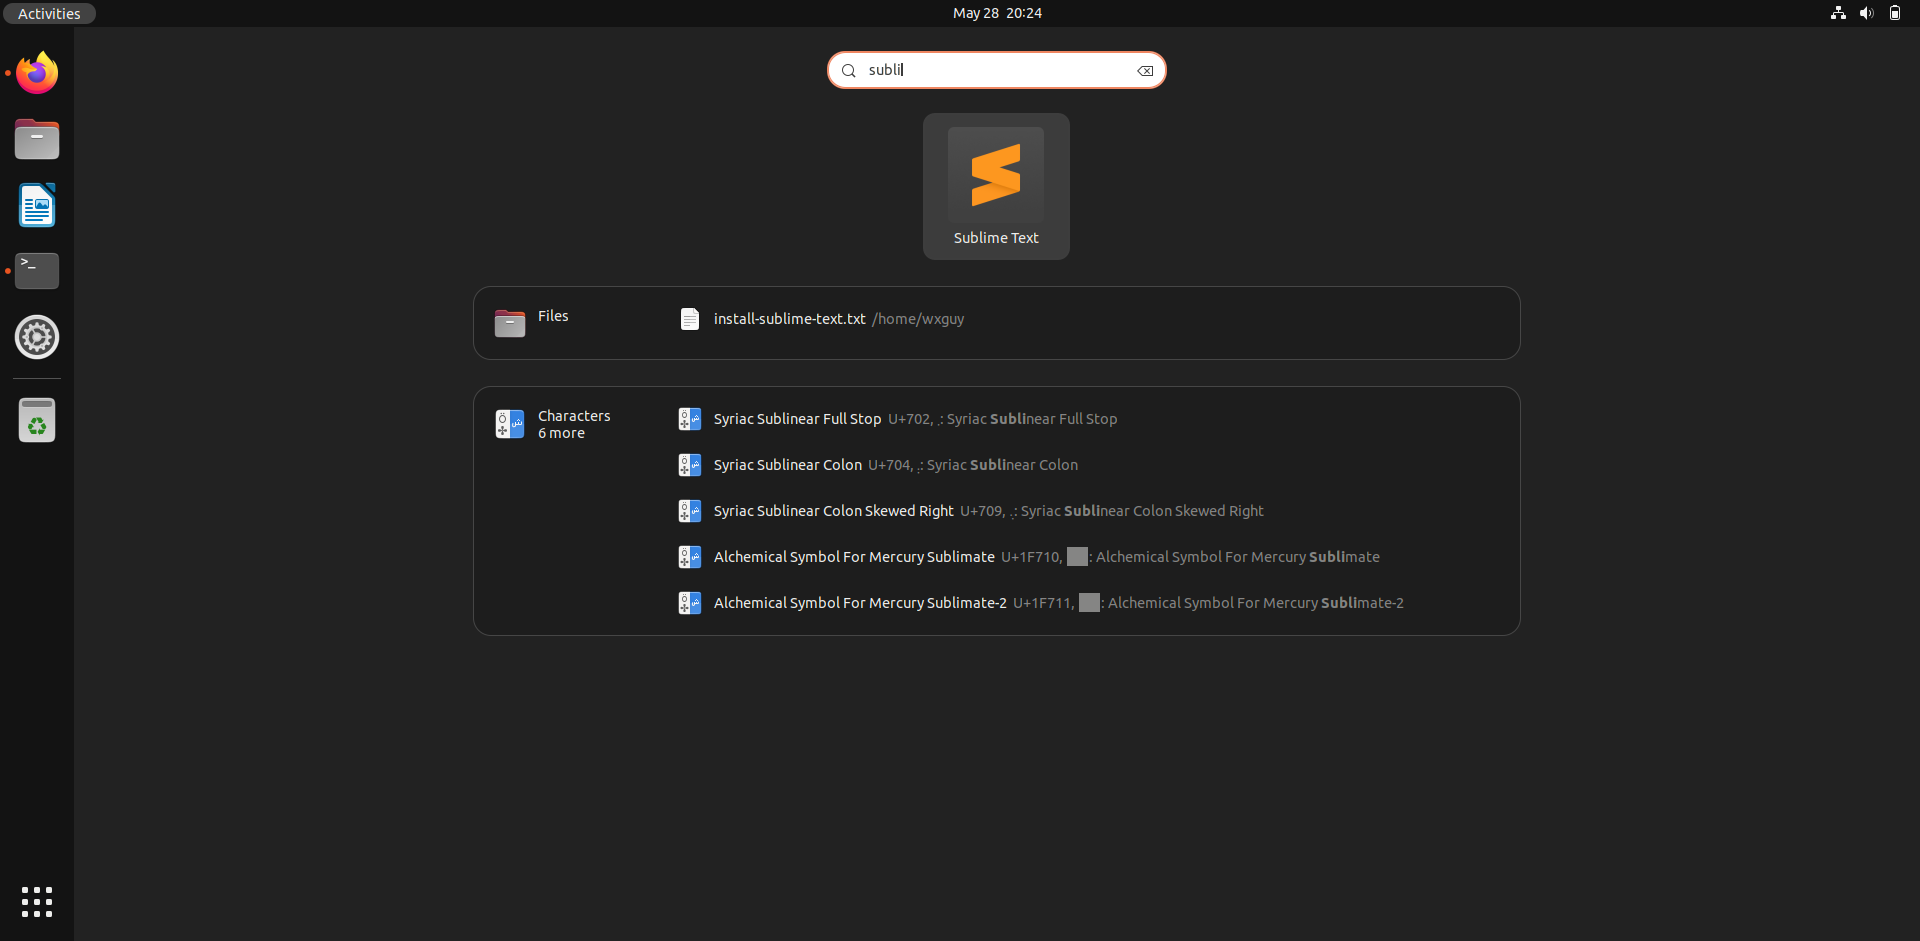 Activities
May 28 20:24
subli
Sublime Text
Files
install-sublime-text.txt /home/wxguy
Characters
6 more
Syriac Sublinear Full Stop U+702, ܂: Syriac Sublinear Full Stop
Syriac Sublinear Colon U+704, ܄: Syriac Sublinear Colon
Syriac Sublinear Colon Skewed Right U+709, ܉: Syriac Sublinear Colon Skewed Right
Alchemical Symbol For Mercury Sublimate U+1F710, : Alchemical Symbol For Mercury Sublimate
Alchemical Symbol For Mercury Sublimate-2 U+1F711, : Alchemical Symbol For Mercury Sublimate-2